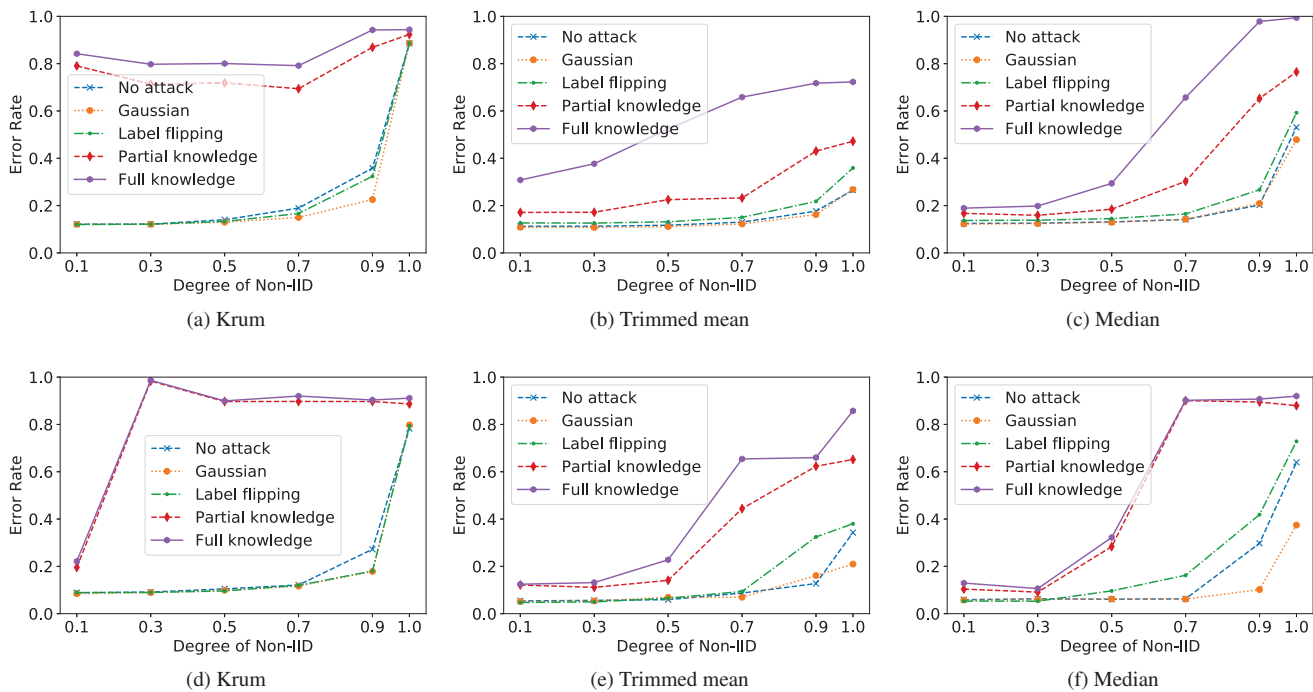 1.0
0.8
0.6
0.4
0.2
0.0
Error Rate
No attack
Gaussian
Label flipping
Partial knowledge
Full knowledge
0.1 0.3 0.5 0.7 0.9 1.0
Degree of Non-IID
(a) Krum
1.0
0.8
0.6
0.4
0.2
0.0
Error Rate
No attack
Gaussian
Label flipping
Partial knowledge
Full knowledge
0.1 0.3 0.5 0.7 0.9 1.0
Degree of Non-IID
(b) Trimmed mean
1.0
0.8
0.6
0.4
0.2
0.0
Error Rate
No attack
Gaussian
Label flipping
Partial knowledge
Full knowledge
0.1 0.3 0.5 0.7 0.9 1.0
Degree of Non-IID
(c) Median
1.0
0.8
0.6
0.4
0.2
0.0
Error Rate
No attack
Gaussian
Label flipping
Partial knowledge
Full knowledge
0.1 0.3 0.5 0.7 0.9 1.0
Degree of Non-IID
(d) Krum
1.0
0.8
0.6
0.4
0.2
0.0
Error Rate
No attack
Gaussian
Label flipping
Partial knowledge
Full knowledge
0.1 0.3 0.5 0.7 0.9 1.0
Degree of Non-IID
(e) Trimmed mean
1.0
0.8
0.6
0.4
0.2
0.0
Error Rate
No attack
Gaussian
Label flipping
Partial knowledge
Full knowledge
0.1 0.3 0.5 0.7 0.9 1.0
Degree of Non-IID
(f) Median